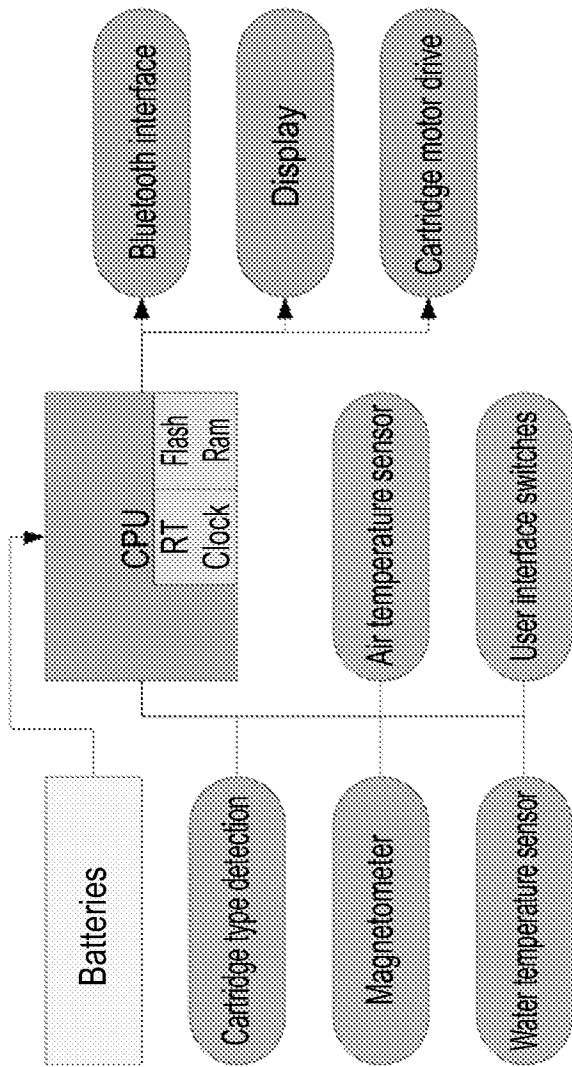 Batteries
CPU
RT
Clock
Flash
Ram
Bluetooth interface
Display
Cartridge motor drive
Cartridge type detection
Magnetometer
Water temperature sensor
Air temperature sensor
User interface switches